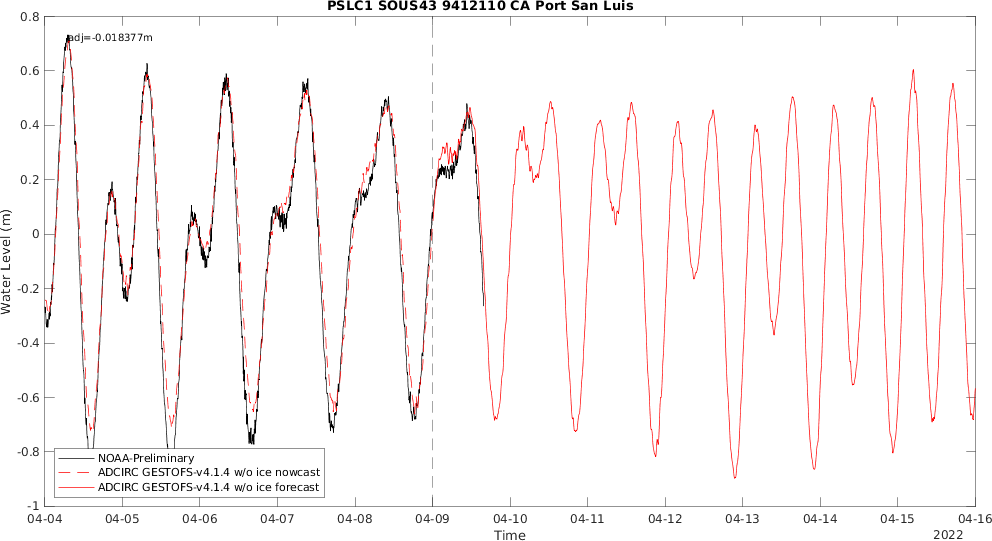 PSLC1 SOUS43 9412110 CA Port San Luis
adj=-0.018377m
0.8
0.6
0.4
0.2
0
-0.2
-0.4
-0.6
-0.8
-1
Water Level (m)
NOAA-Preliminary
ADCIRC GESTOFS-v4.1.4 w/o ice nowcast
ADCIRC GESTOFS-v4.1.4 w/o ice forecast
04-04 04-05 04-06 04-07 04-08 04-09 04-10 04-11 04-12 04-13 04-14 04-15 04-16
Time
2022